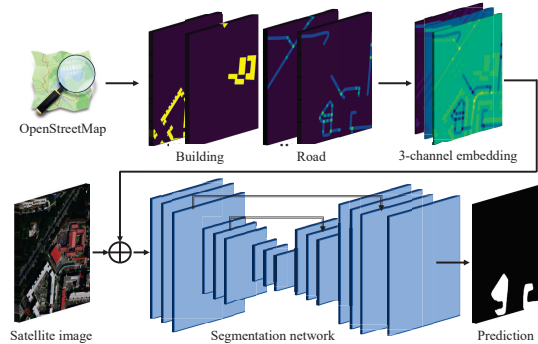 OpenStreetMap
Building
Road
3-channel embedding
Satellite image
Segmentation network
Prediction